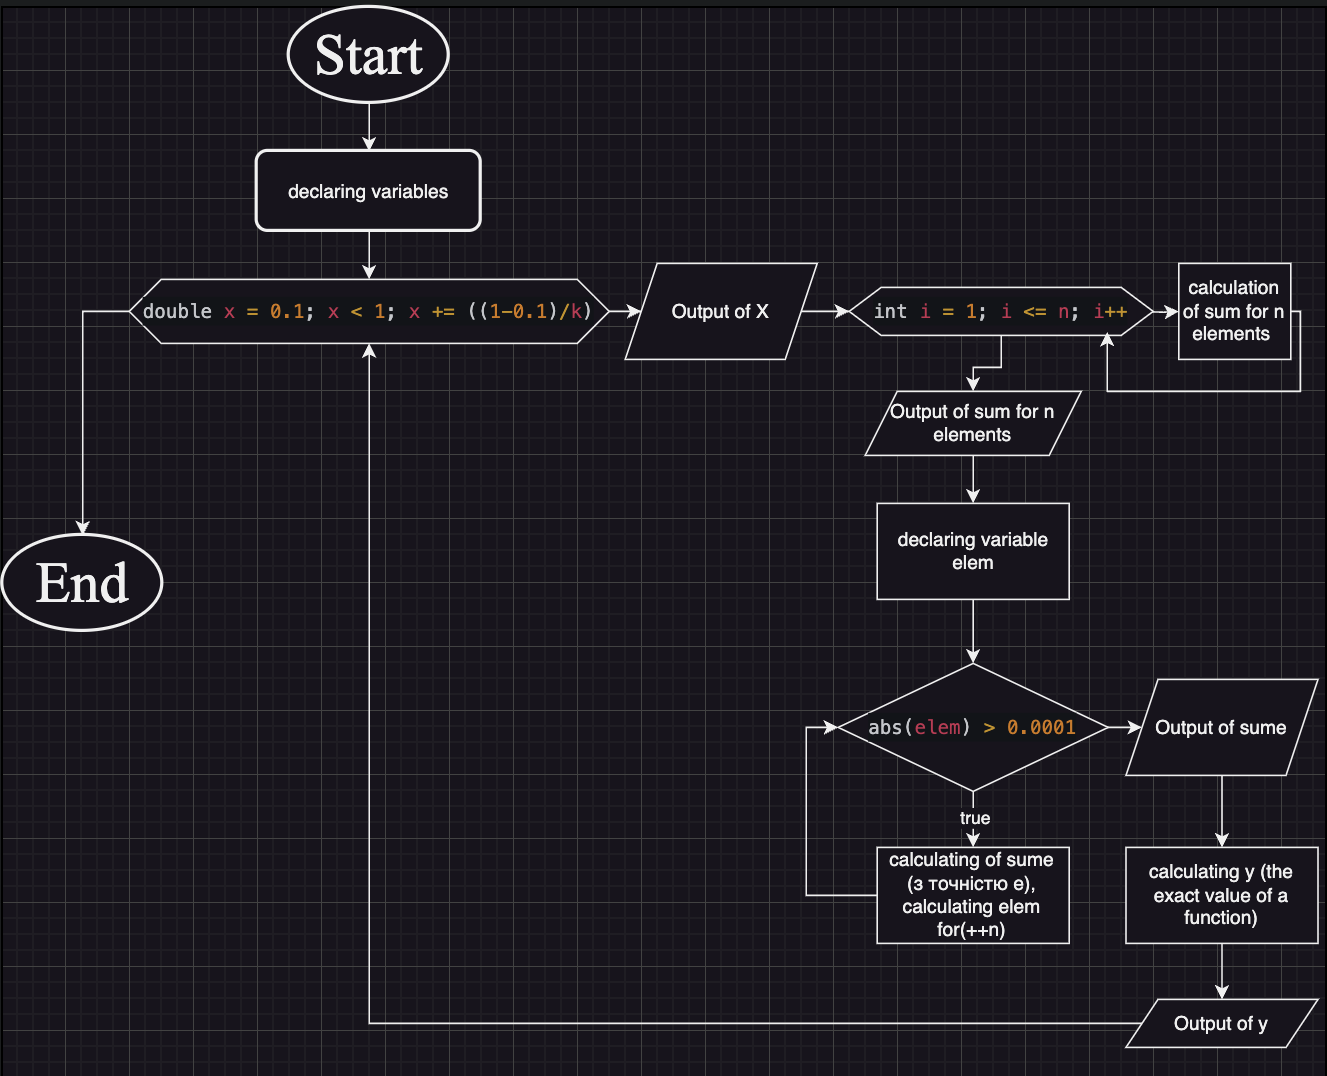 Start
declaring variables
double x = 0.1; x < 1; x += ((1-0.1)/k)
Output of X
int i = 1; i <= n; i++
calculation
of sum for n
elements
Output of sum for n
elements
declaring variable
elem
End
abs(elem) > 0.0001
Output of sume
true
calculating of sume
(з точністю е),
calculating elem
for(++n)
calculating y (the
exact value of a
function)
Output of y